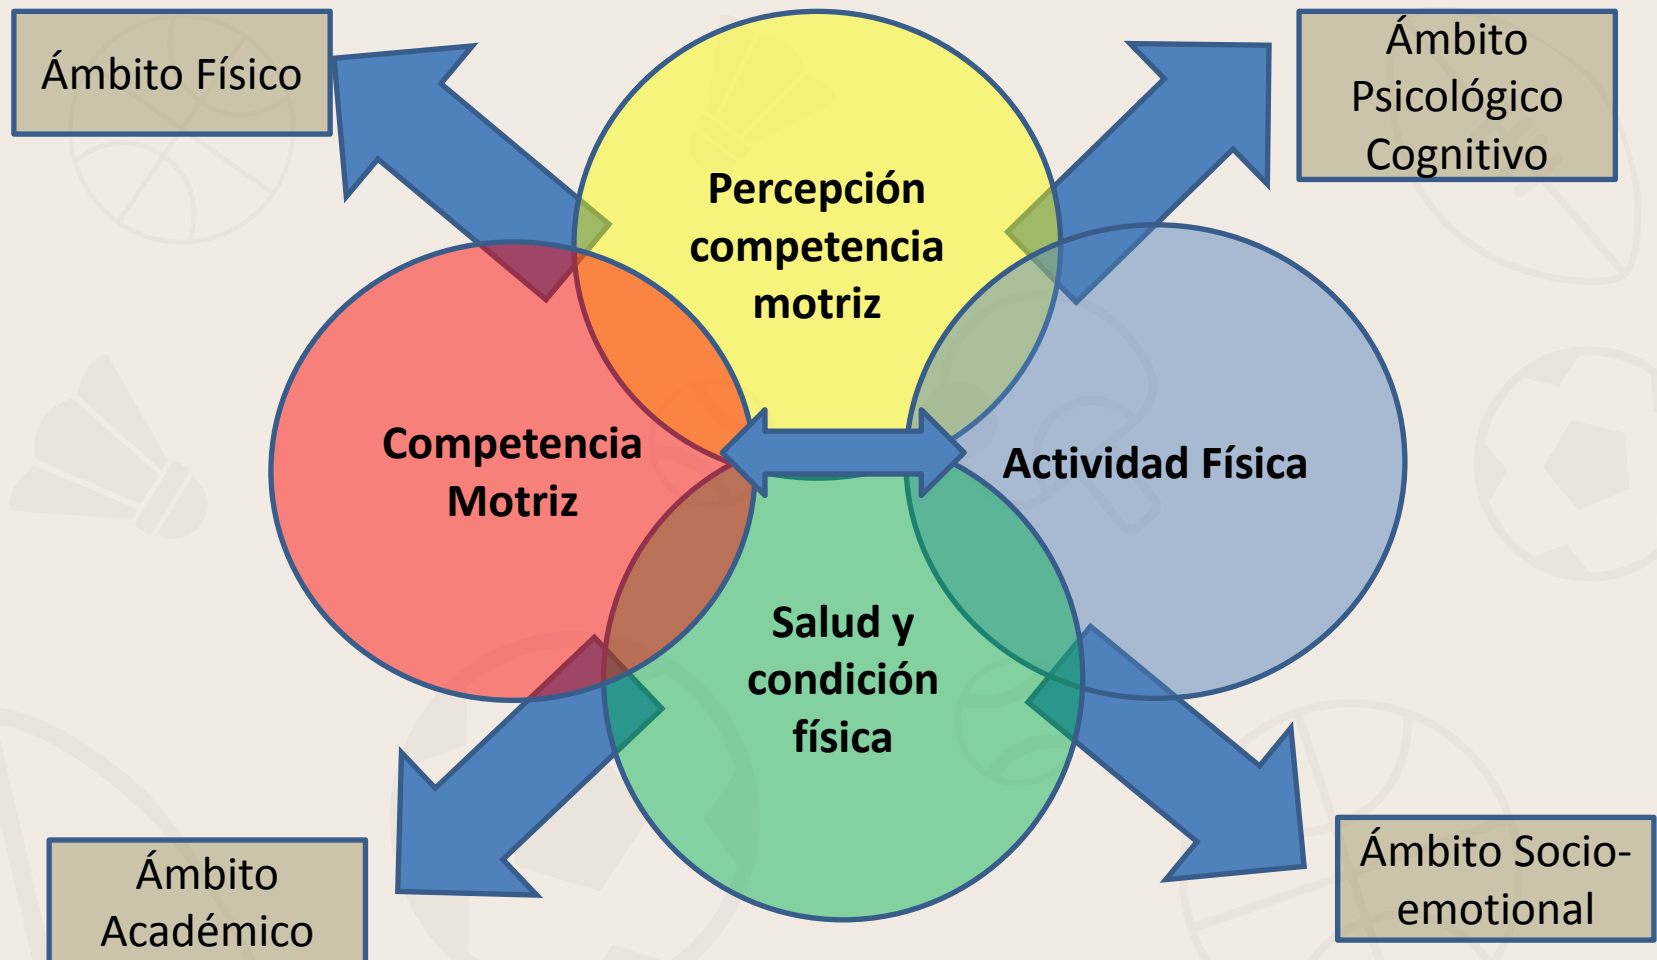 Ámbito Físico
Ámbito
Psicológico
Cognitivo
Percepción
competencia
motriz
Competencia
Motriz
Actividad Física
Salud y
condición
física
Ámbito
Académico
Ámbito Socio-
emotional